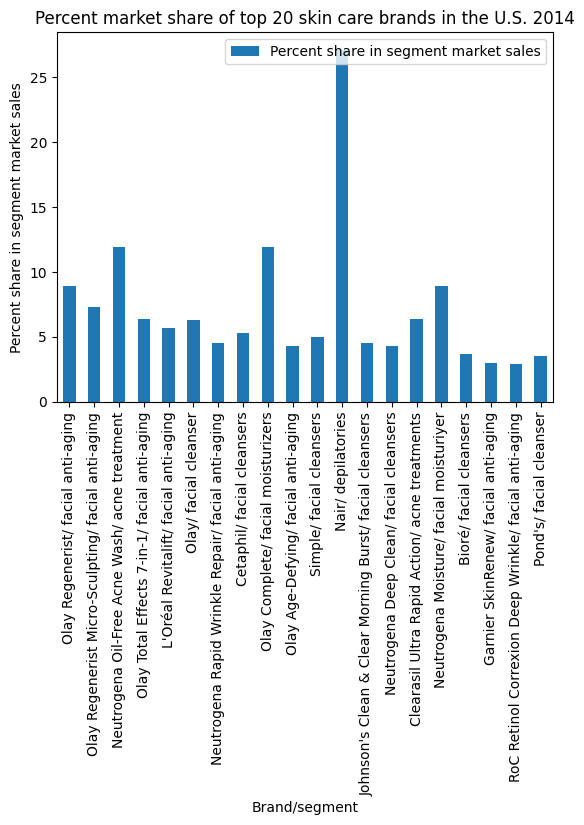 Percent market share of top 20 skin care brands in the U.S. 2014
Percent share in segment market sales
Percent share in segment market sales
25
20
15
10
5
0
Olay Regenerist/ facial anti-aging
Olay Regenerist Micro-Sculpting/ facial anti-aging
Neutrogena Oil-Free Acne Wash/ acne treatment
Olay Total Effects 7-in-1/ facial anti-aging
L'Oréal Revitalift/ facial anti-aging
Olay/ facial cleanser
Neutrogena Rapid Wrinkle Repair/ facial anti-aging
Cetaphil/ facial cleansers
Olay Complete/ facial moisturizers
Olay Age-Defying/ facial anti-aging
Simple/ facial cleansers
Nair/ depilatories
Johnson's Clean & Clear Morning Burst/ facial cleansers
Neutrogena Deep Clean/ facial cleansers
Clearasil Ultra Rapid Action/ acne treatments
Neutrogena Moisture/ facial moisturiyer
Bioré/ facial cleansers
Garnier SkinRenew/ facial anti-aging
RoC Retinol Correxion Deep Wrinkle/ facial anti-aging
Pond's/ facial cleanser
Brand/segment